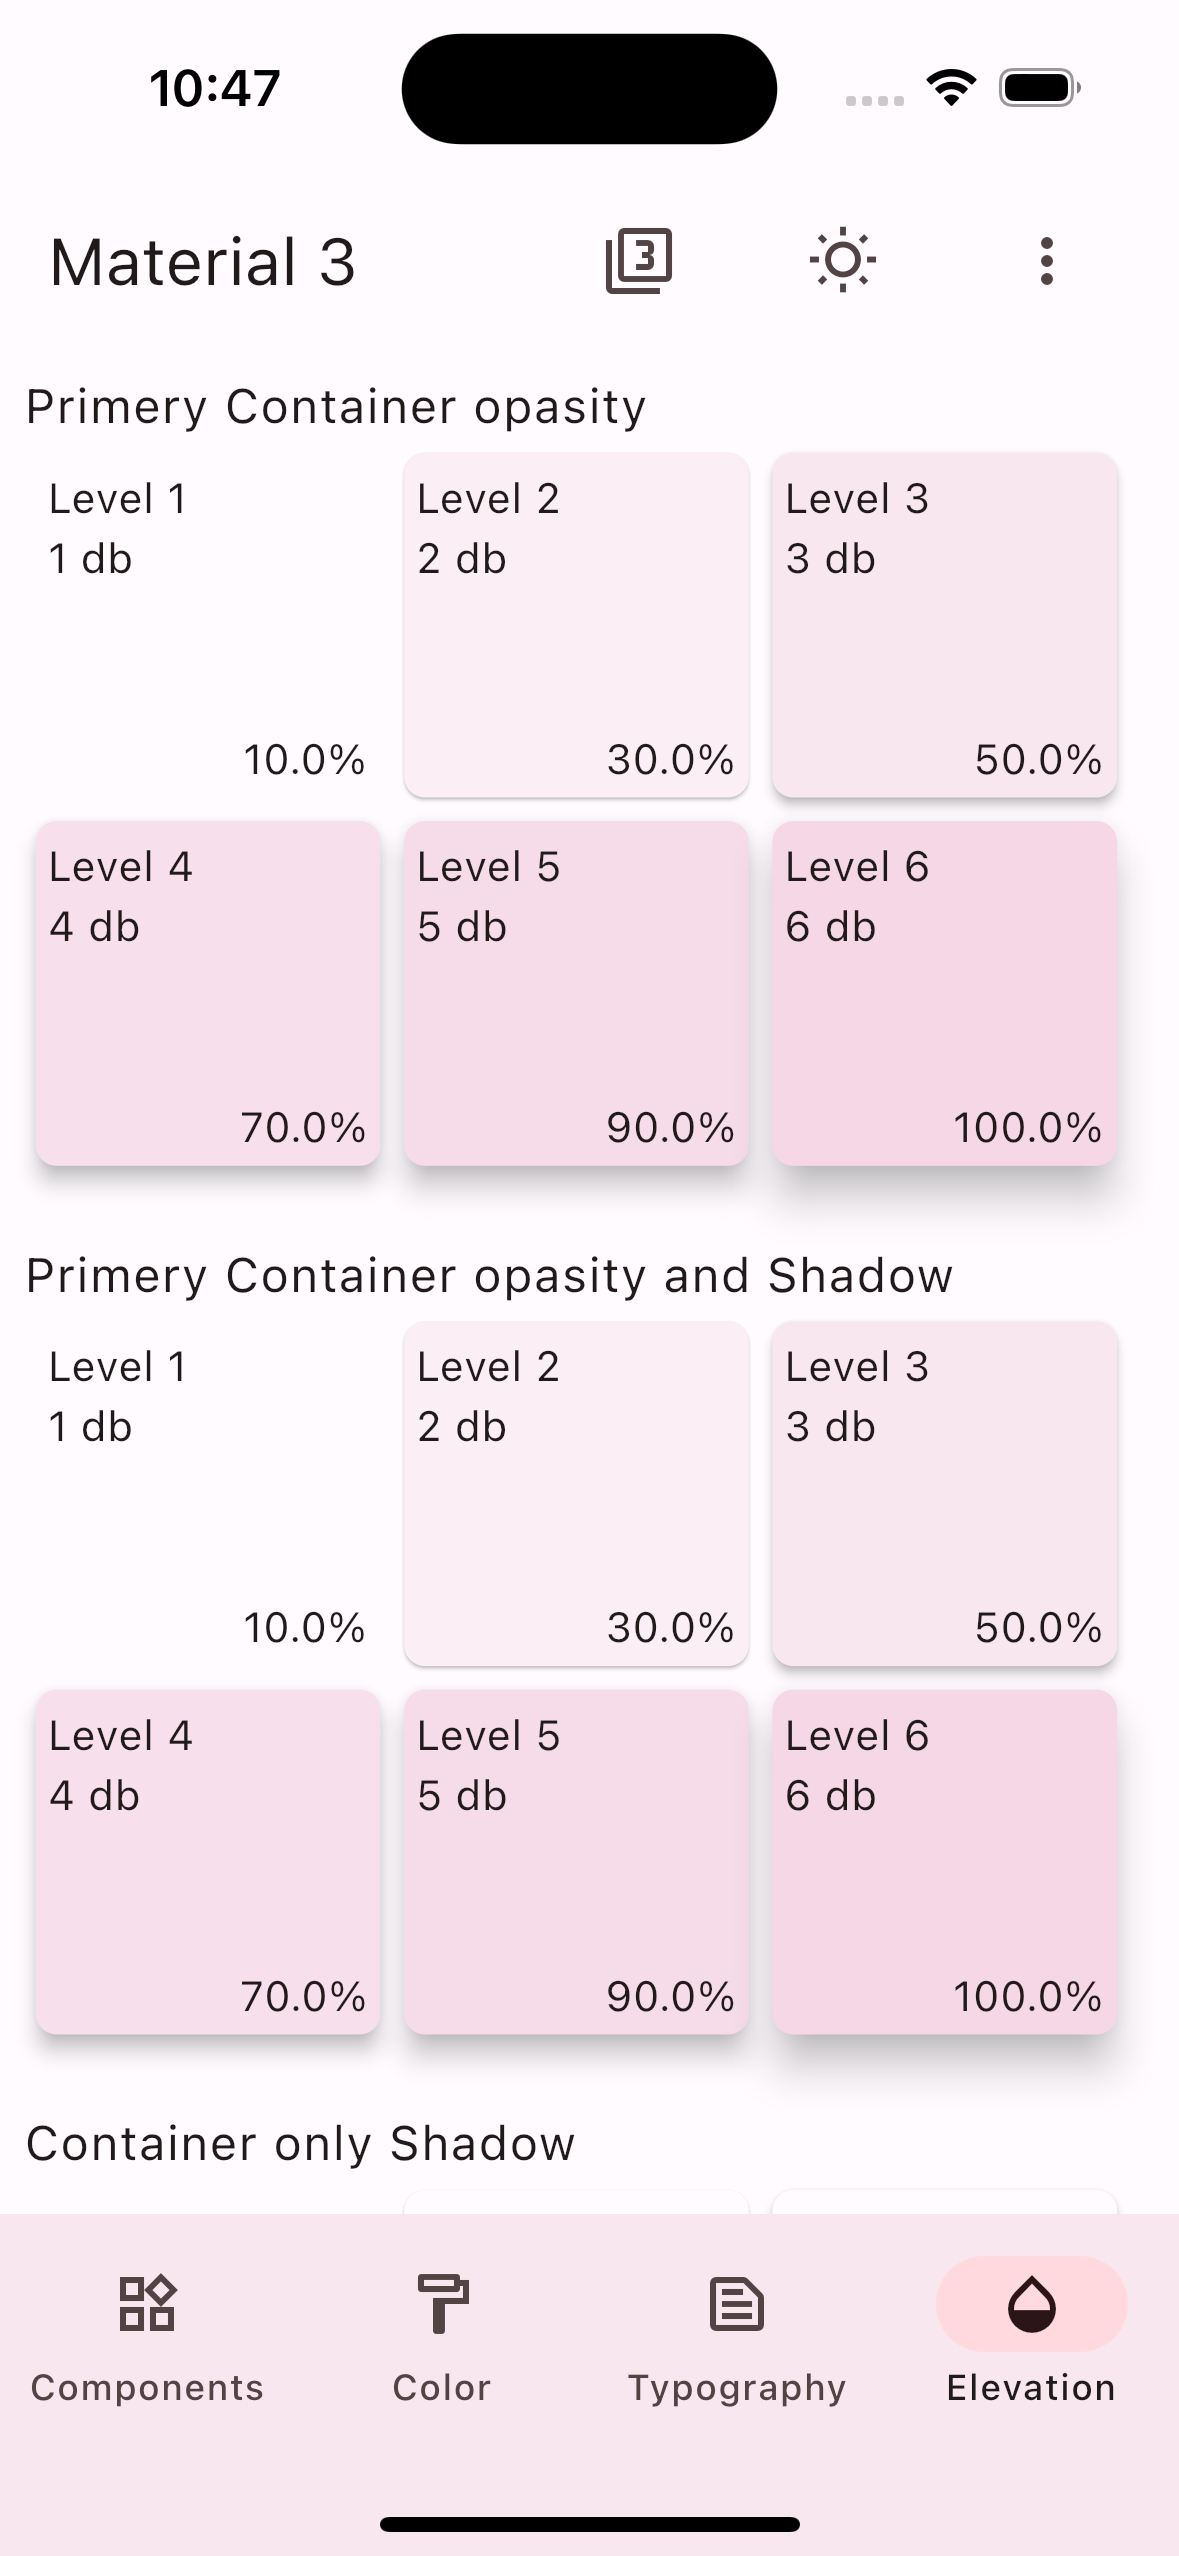 10:47
Material 3
3
Primery Container opasity
Level 1
1 db
10.0%
Level 2
2 db
30.0%
Level 3
3 db
50.0%
Level 4
4 db
70.0%
Level 5
5 db
90.0%
Level 6
6 db
100.0%
Primery Container opasity and Shadow
Level 1
1 db
10.0%
Level 2
2 db
30.0%
Level 3
3 db
50.0%
Level 4
4 db
70.0%
Level 5
5 db
90.0%
Level 6
6 db
100.0%
Container only Shadow
Components
Color
Typography
Elevation